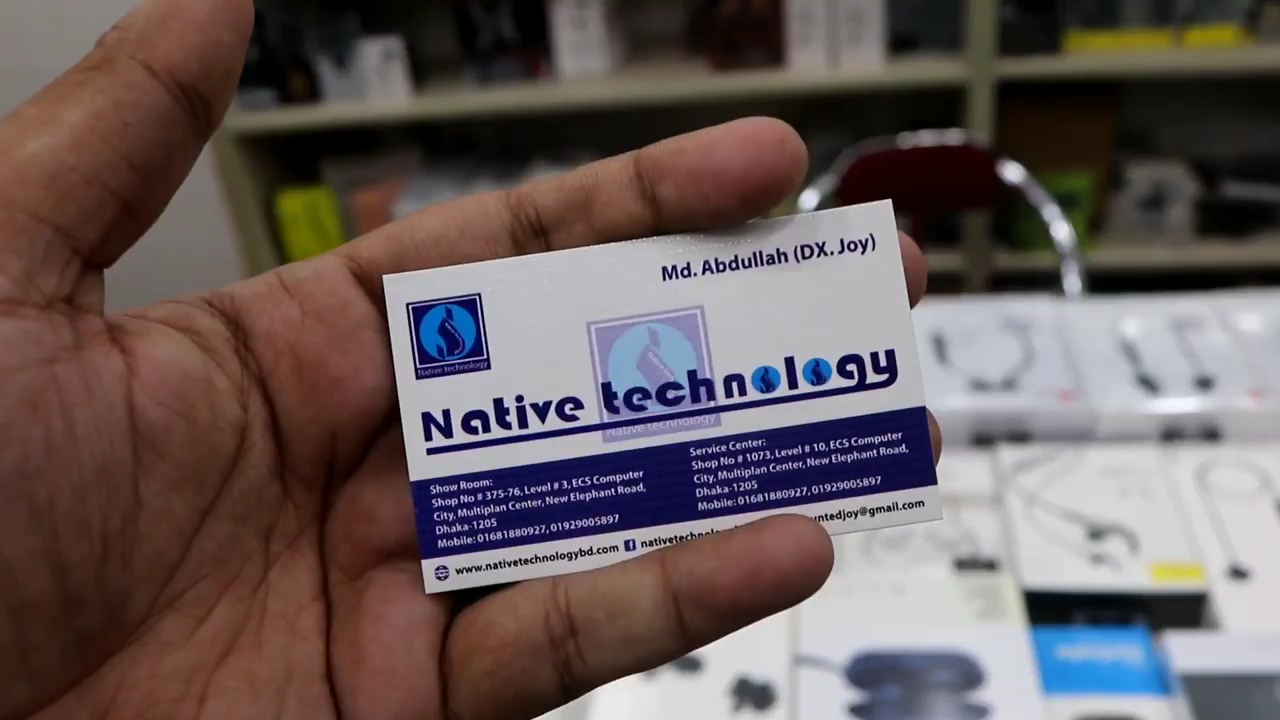 Md. Abdullah (DX. Joy)
Native technology
Native technology
Native technology
Show Room:
Shop No # 375-76, Level # 3, ECS Computer
City, Multiplan Center, New Elephant Road,
Dhaka-1205
Mobile: 01681880927, 01929005897
Service Center:
Shop No # 1073, Level # 10, ECS Computer
City, Multiplan Center, New Elephant Road,
Dhaka-1205
Mobile: 01681880927, 01929005897
www.nativetechnologybd.com